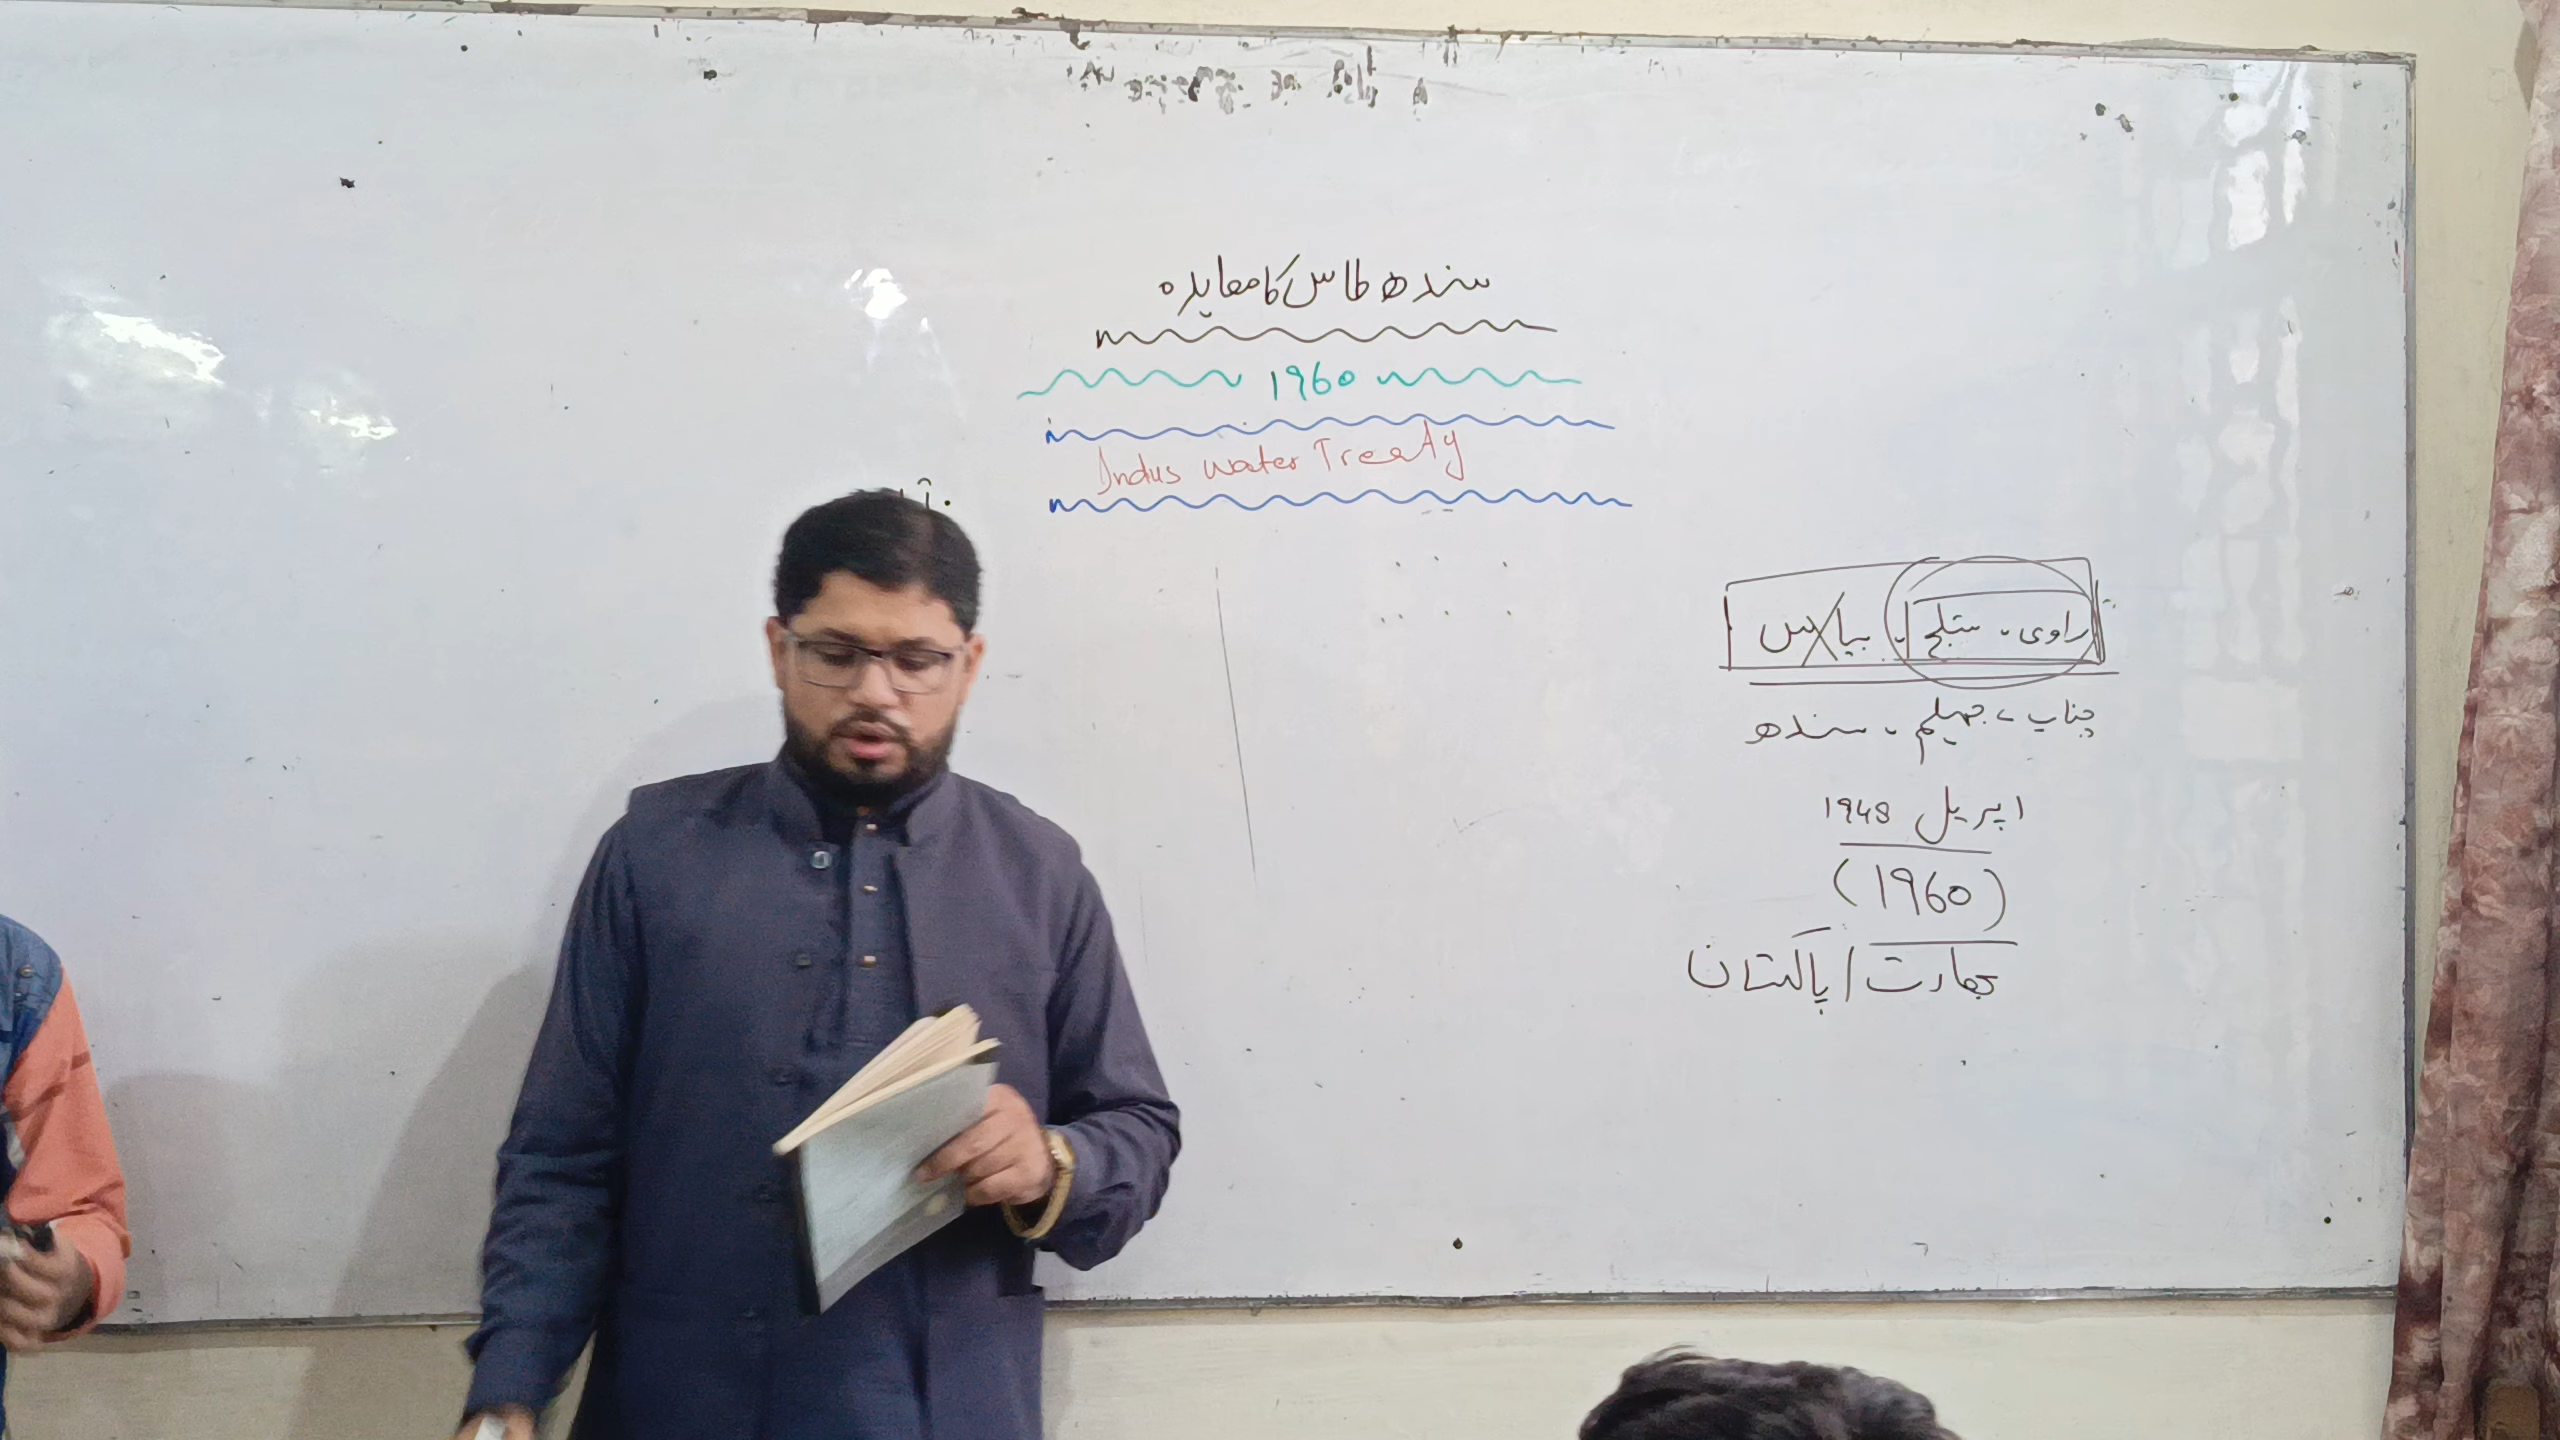 سندھ طاس کا معاہدہ
1960
Indus Water Treaty
راوی، ستلج، بیاس
چناب، جہلم، سندھ
اپریل 1948
(1960)
بھارت / پاکستان